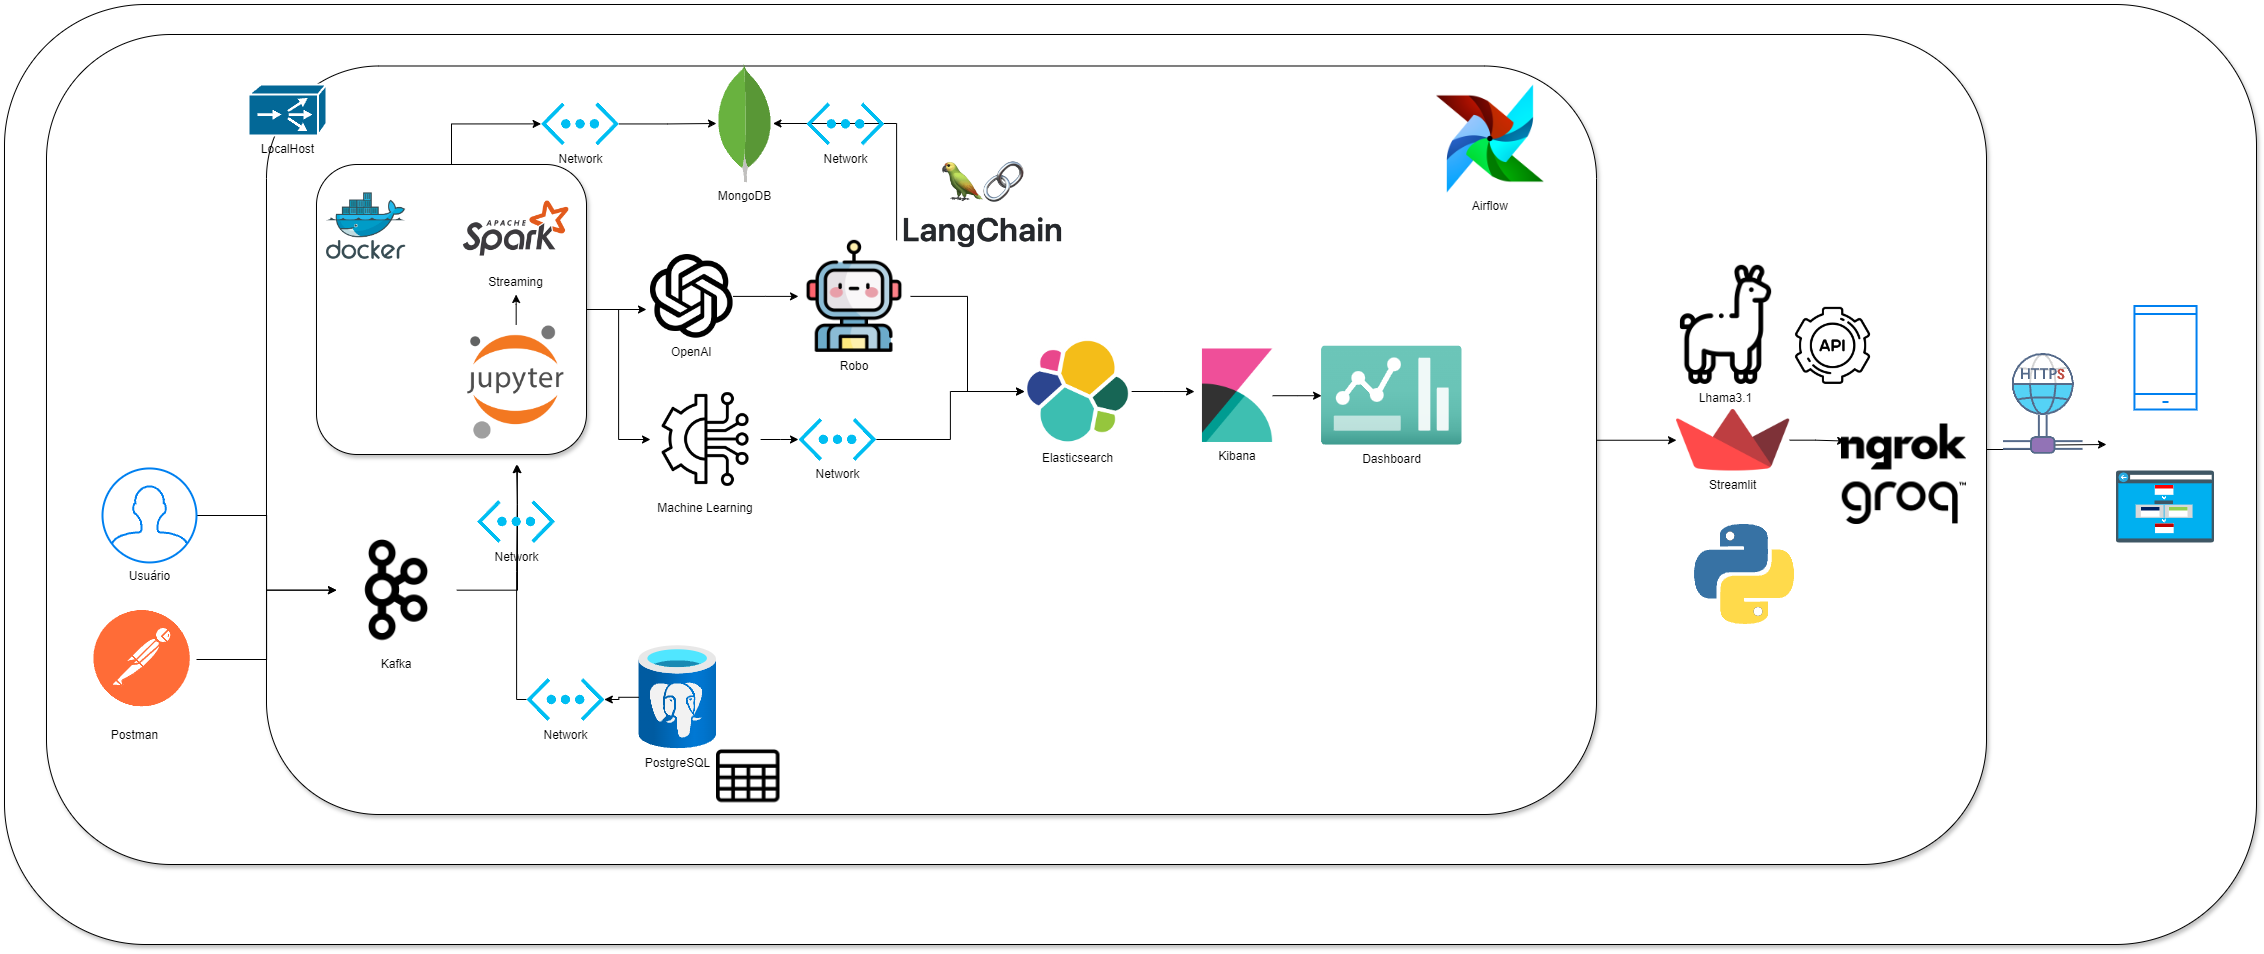 LocalHost
Network
MongoDB
Network
LangChain
Airflow
docker
APACHE
Spark
Streaming
jupyter
OpenAI
Robo
Machine Learning
Network
Elasticsearch
Kibana
Dashboard
Lhama3.1
API
Streamlit
ngrok
groq™
HTTPS
Usuário
Postman
Network
Kafka
Network
PostgreSQL